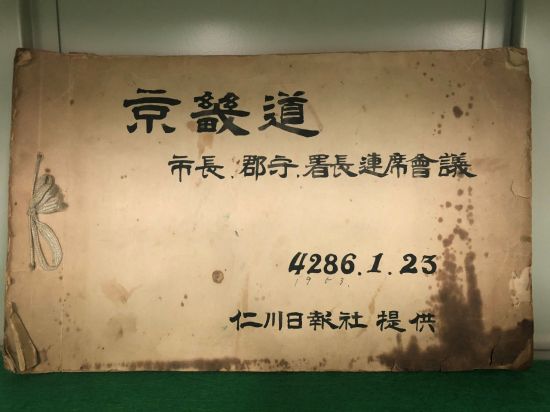 京畿道
市長.郡守.署長連席會議
4286.1.23
1953.
仁川日報社 提供